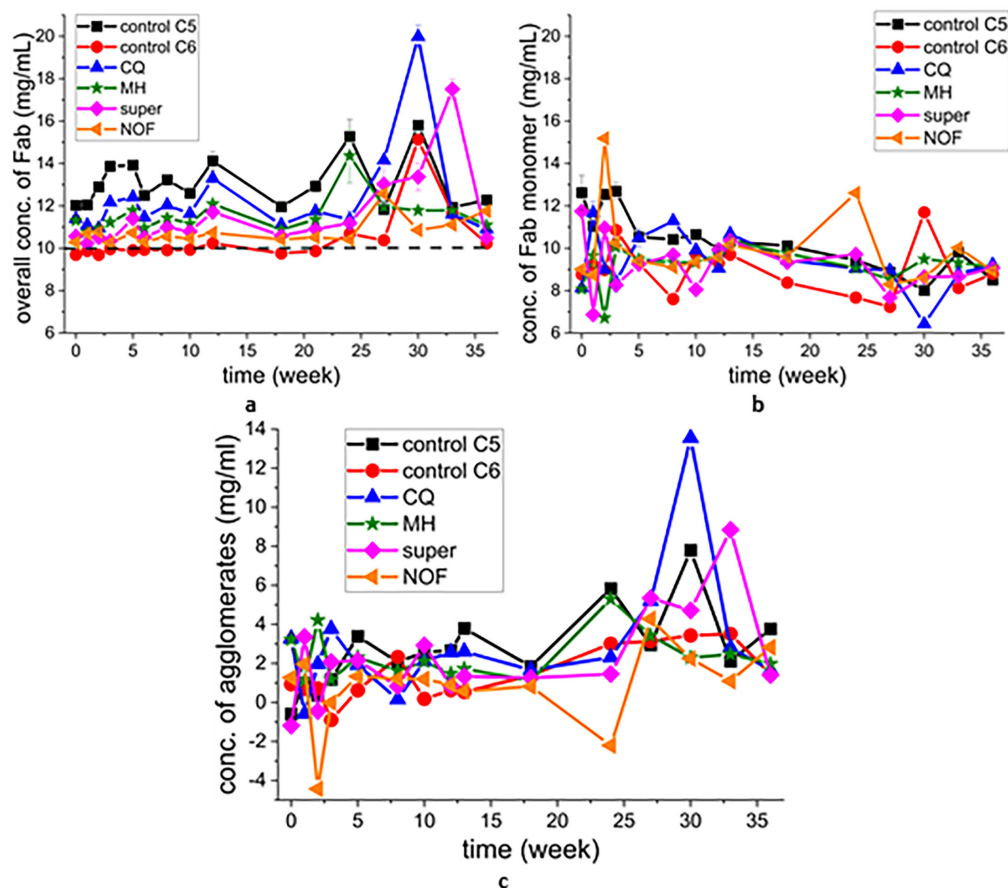 overall conc. of Fab (mg/mL)
20
18
16
14
12
10
8
6
control C5
control C6
CQ
MH
super
NOF
0 5 10 15 20 25 30 35
time (week)
a
conc. of Fab monomer (mg/mL)
20
18
16
14
12
10
8
6
control C5
control C6
CQ
MH
super
NOF
0 5 10 15 20 25 30 35
time (week)
b
conc. of agglomerates (mg/ml)
14
12
10
8
6
4
2
0
-2
-4
control C5
control C6
CQ
MH
super
NOF
0 5 10 15 20 25 30 35
time (week)
c